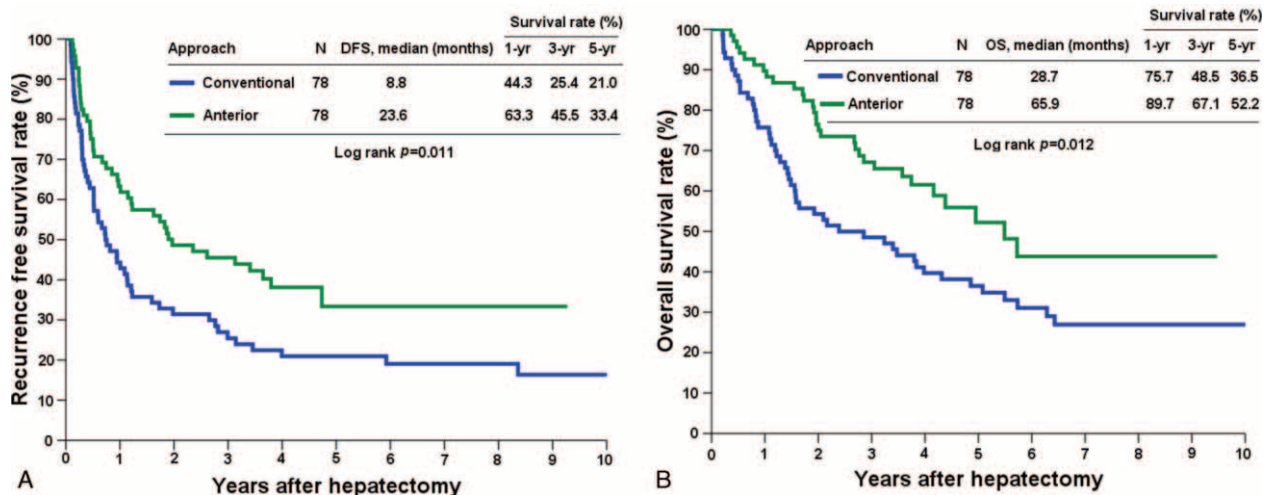 Survival rate (%)
Approach N DFS, median (months) 1-yr 3-yr 5-yr
Conventional 78 8.8 44.3 25.4 21.0
Anterior 78 23.6 63.3 45.5 33.4
Log rank p=0.011
Recurrence free survival rate (%)
100
90
80
70
60
50
40
30
20
10
0
0 1 2 3 4 5 6 7 8 9 10
Years after hepatectomy
A
Survival rate (%)
Approach N OS, median (months) 1-yr 3-yr 5-yr
Conventional 78 28.7 75.7 48.5 36.5
Anterior 78 65.9 89.7 67.1 52.2
Log rank p=0.012
Overall survival rate (%)
100
90
80
70
60
50
40
30
20
10
0
0 1 2 3 4 5 6 7 8 9 10
Years after hepatectomy
B